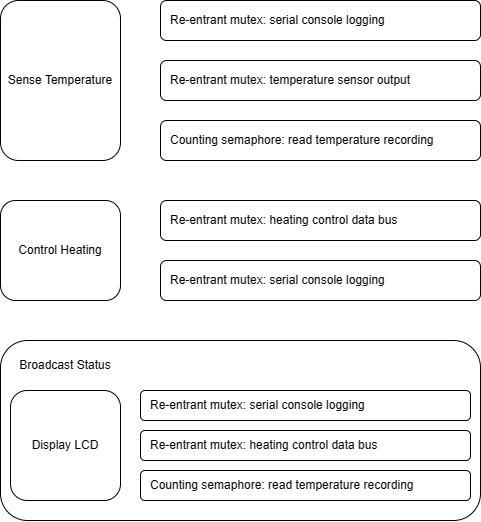 Re-entrant mutex: serial console logging
Sense Temperature
Re-entrant mutex: temperature sensor output
Counting semaphore: read temperature recording
Re-entrant mutex: heating control data bus
Control Heating
Re-entrant mutex: serial console logging
Broadcast Status
Re-entrant mutex: serial console logging
Display LCD
Re-entrant mutex: heating control data bus
Counting semaphore: read temperature recording